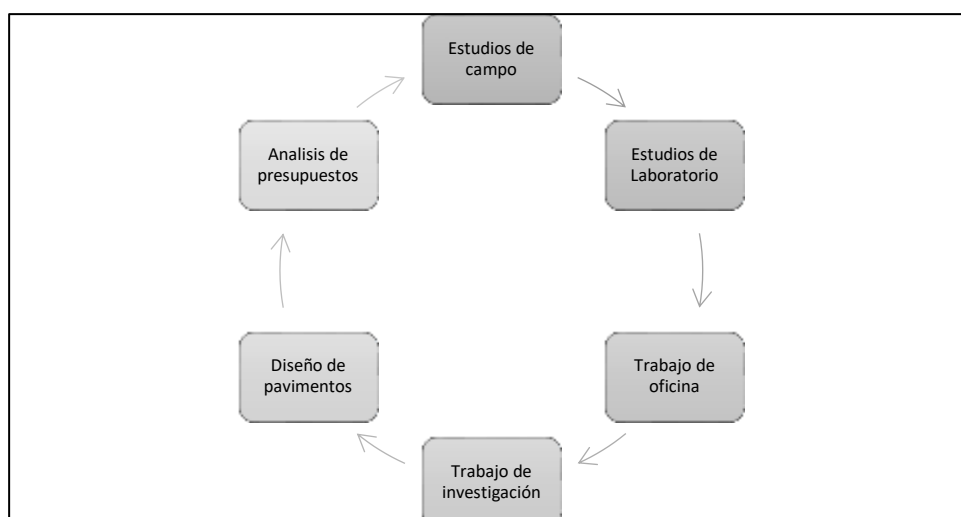 Estudios de
campo
Estudios de
Laboratorio
Trabajo de
oficina
Trabajo de
investigación
Diseño de
pavimentos
Analisis de
presupuestos